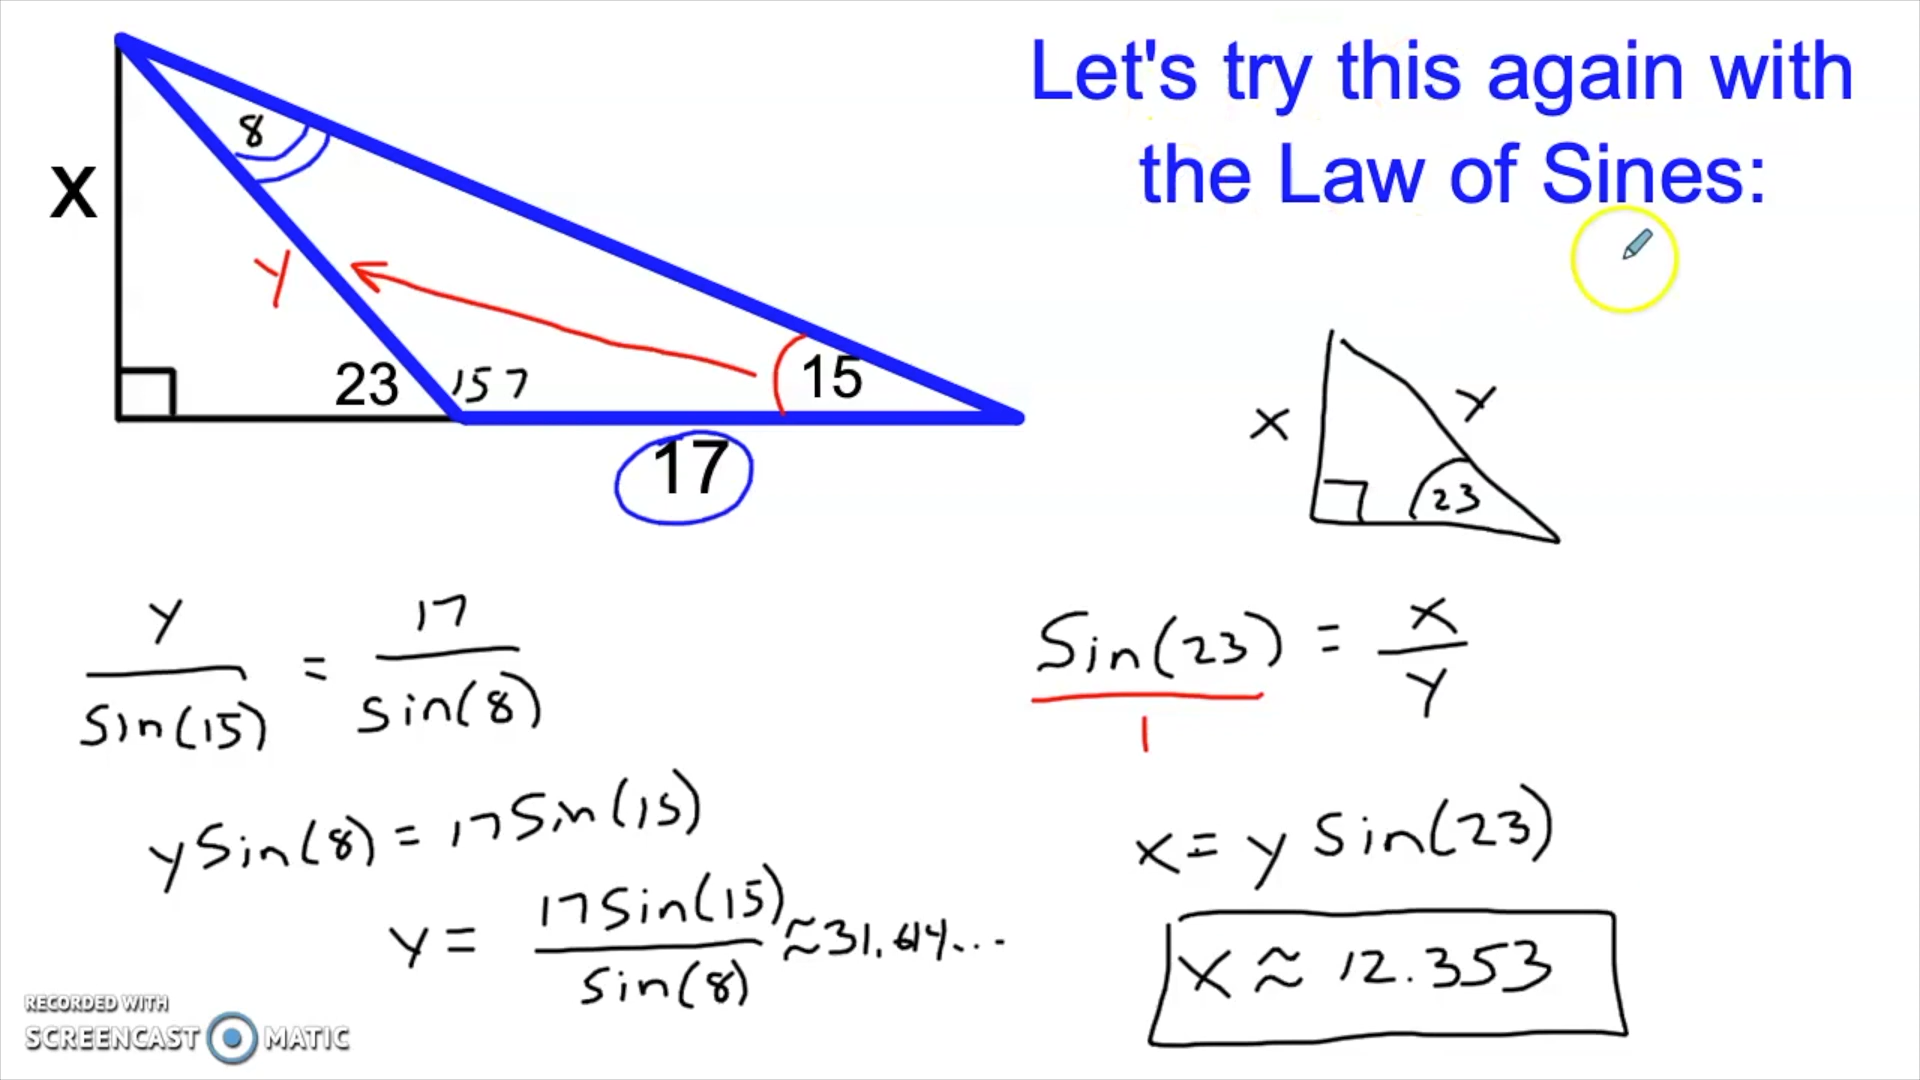 Let's try this again with
the Law of Sines:
8
X
Y
23
157
15
17
X
Y
23
Y/Sin(15) = 17/Sin(8)
ySin(8) = 17Sin(15)
Y = 17Sin(15)/Sin(8) ≈ 31.614...
Sin(23)/1 = X/Y
x = y Sin(23)
X ≈ 12.353
RECORDED WITH
SCREENCAST MATIC